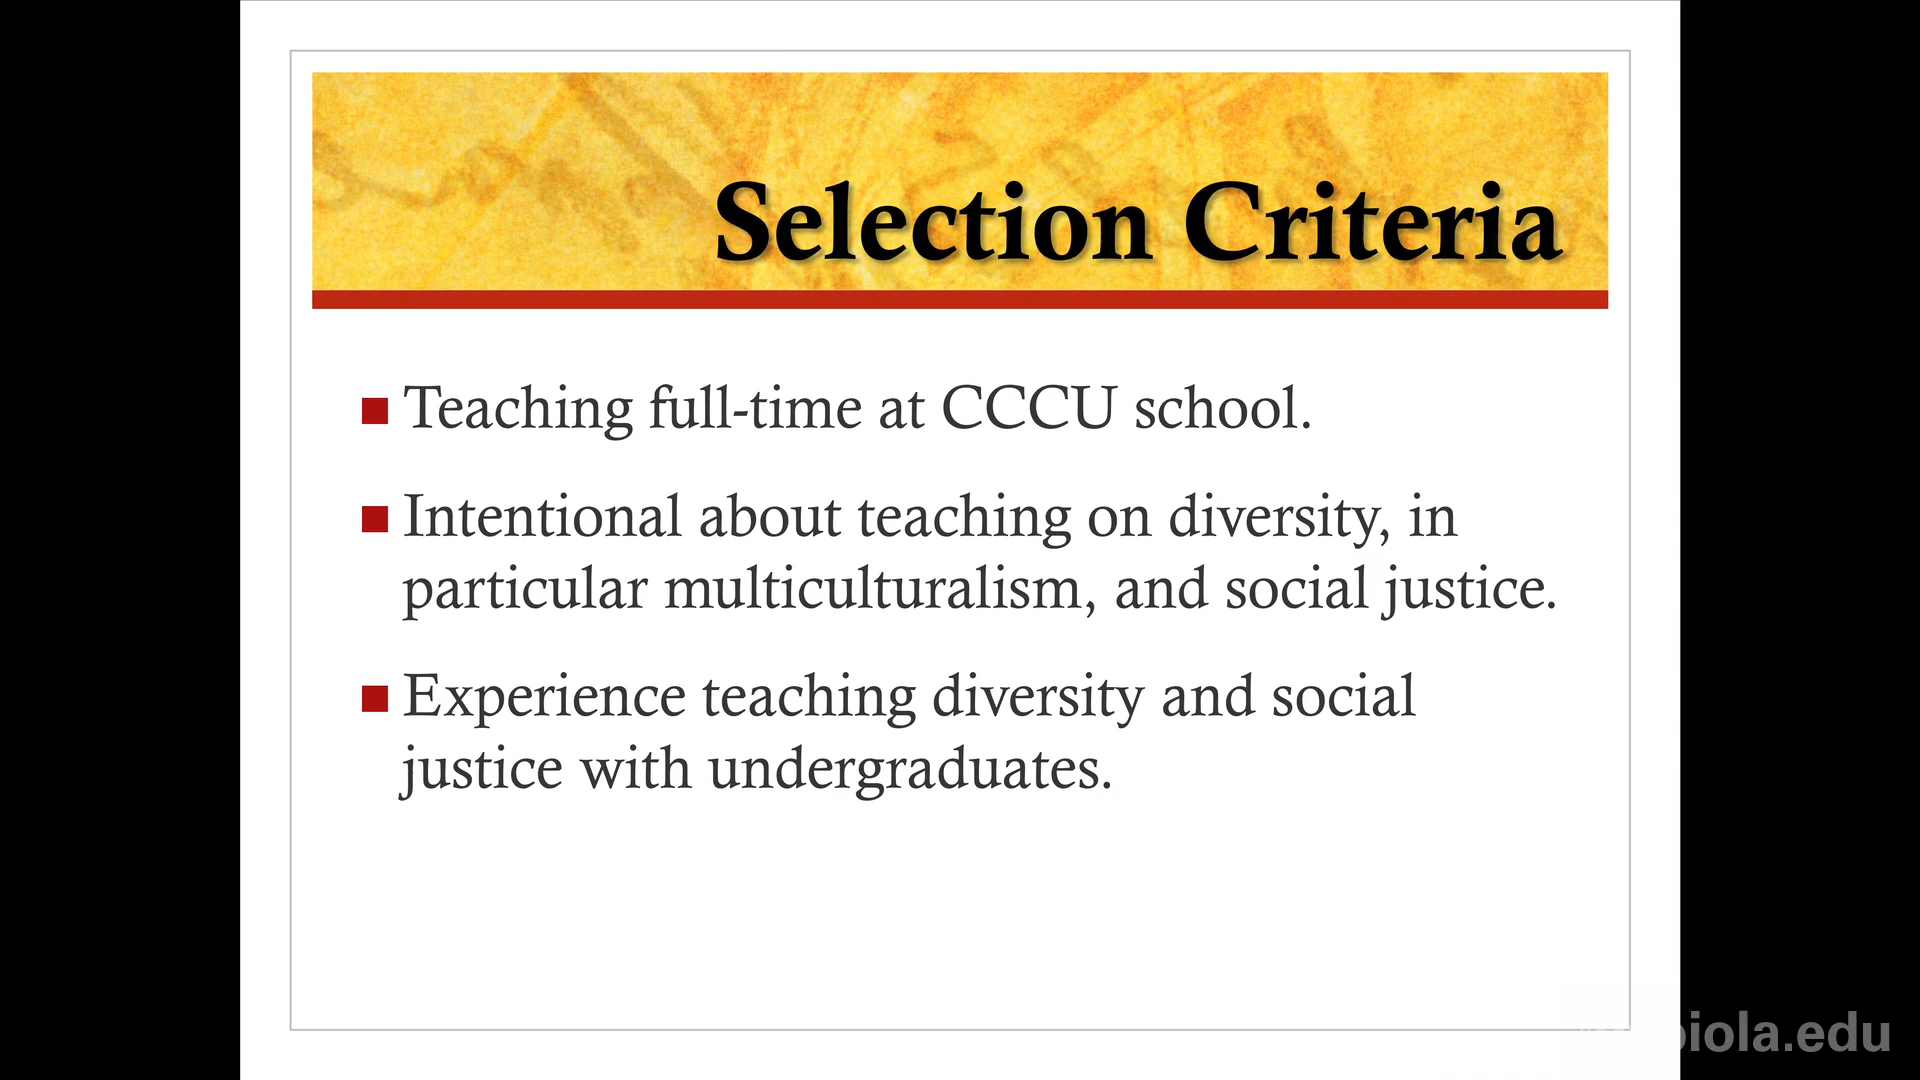 Selection Criteria
Teaching full-time at CCCU school.
Intentional about teaching on diversity, in
particular multiculturalism, and social justice.
Experience teaching diversity and social
justice with undergraduates.
biola.edu